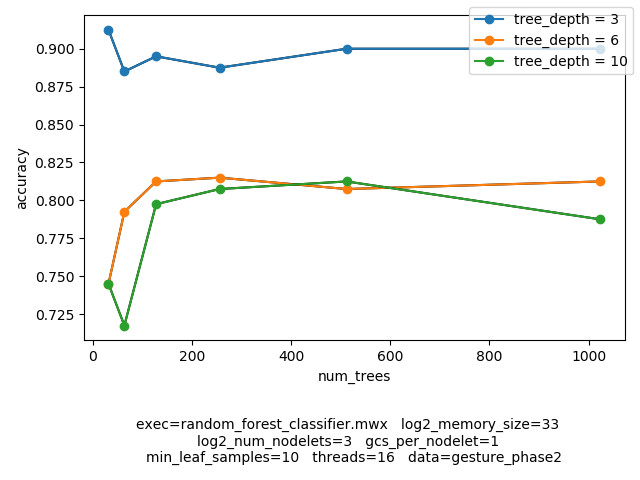 tree_depth = 3
tree_depth = 6
tree_depth = 10
0.900
0.875
0.850
0.825
0.800
0.775
0.750
0.725
accuracy
0 200 400 600 800 1000
num_trees
exec=random_forest_classifier.mwx log2_memory_size=33
log2_num_nodelets=3 gcs_per_nodelet=1
min_leaf_samples=10 threads=16 data=gesture_phase2